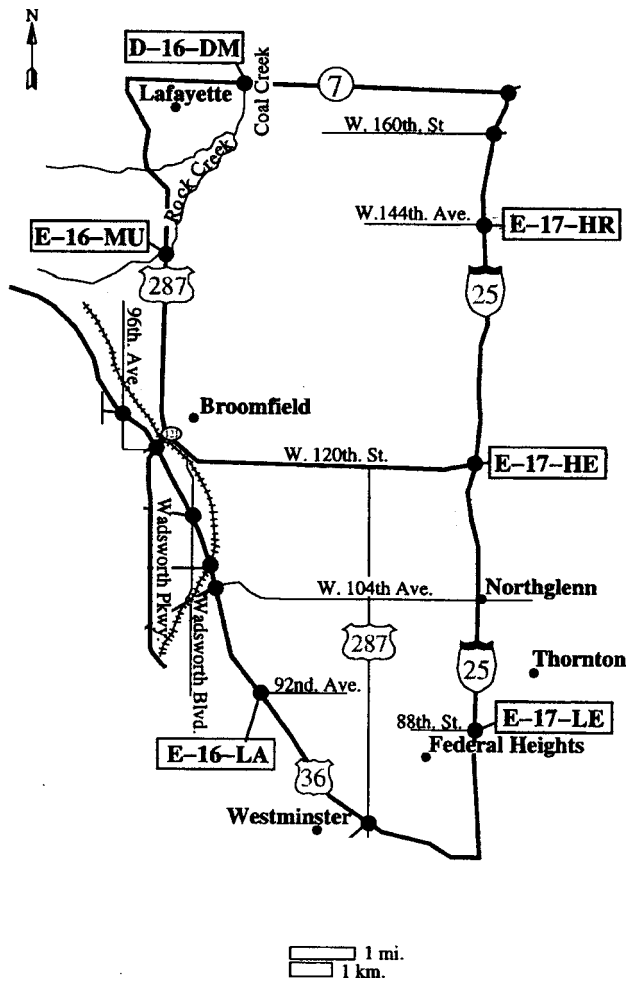 N
D–16–DM
Lafayette
Coal Creek
7
W. 160th. St
Rock Creek
W.144th. Ave.
E–17–HR
E–16–MU
287
25
96th. Ave.
Broomfield
W. 120th. St.
E–17–HE
Wadsworth Pkwy.
W. 104th Ave.
Northglenn
Wadsworth Blvd.
287
25
Thornton
92nd. Ave.
88th. St.
E–17–LE
Federal Heights
E–16–LA
36
Westminster
1 mi.
1 km.